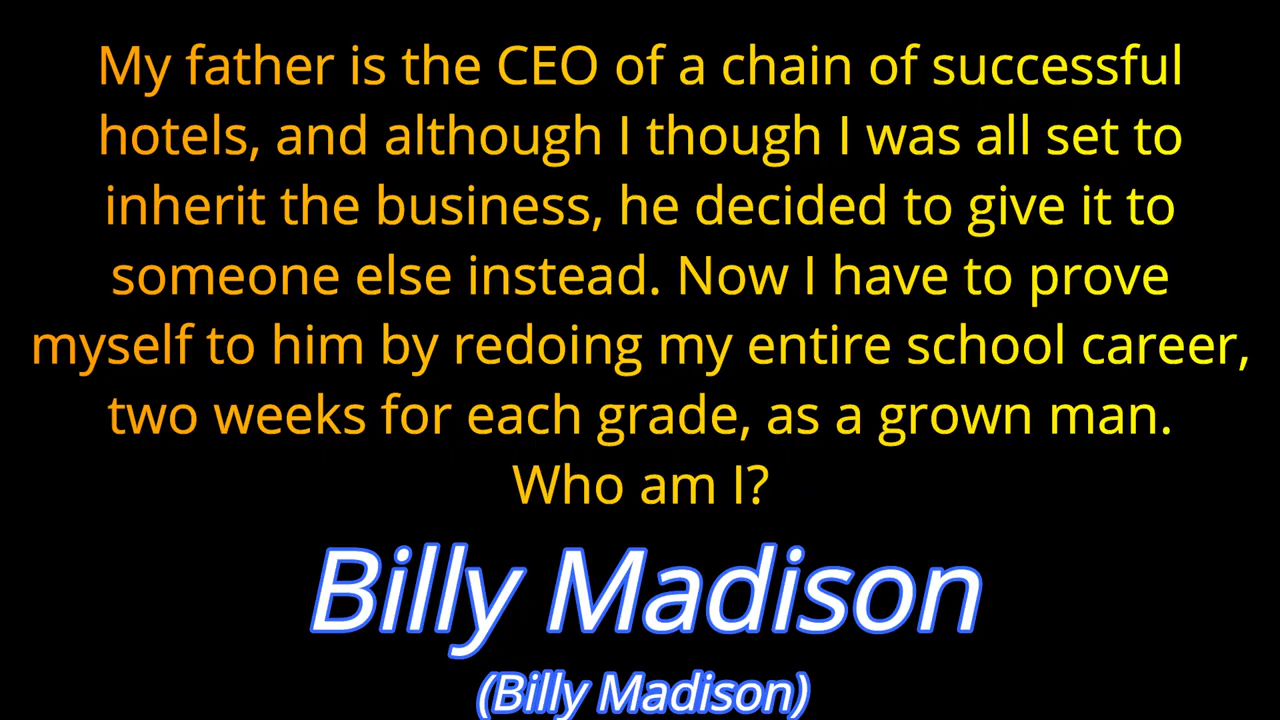 My father is the CEO of a chain of successful
hotels, and although I though I was all set to
inherit the business, he decided to give it to
someone else instead. Now I have to prove
myself to him by redoing my entire school career,
two weeks for each grade, as a grown man.
Who am I?
Billy Madison
(Billy Madison)